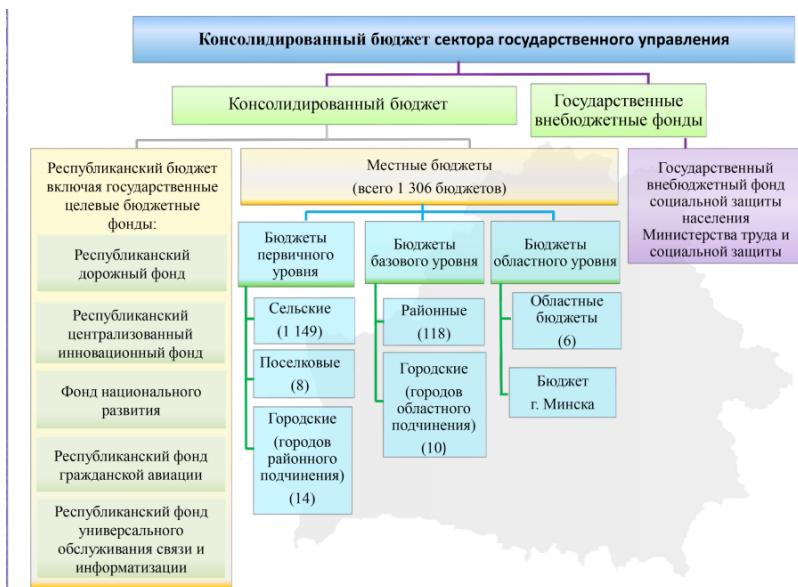 Консолидированный бюджет сектора государственного управления
Консолидированный бюджет
Государственные
внебюджетные фонды
Республиканский бюджет
включая государственные
целевые бюджетные
фонды:
Республиканский
дорожный фонд
Республиканский
централизованный
инновационный фонд
Фонд национального
развития
Республиканский фонд
гражданской авиации
Республиканский фонд
универсального
обслуживания связи и
информатизации
Местные бюджеты
(всего 1 306 бюджетов)
Бюджеты
первичного
уровня
Сельские
(1 149)
Поселковые
(8)
Городские
(городов
районного
подчинения)
(14)
Бюджеты
базового уровня
Районные
(118)
Городские
(городов
областного
подчинения)
(10)
Бюджеты
областного уровня
Областные
бюджеты
(6)
Бюджет
г. Минска
Государственный
внебюджетный фонд
социальной защиты
населения
Министерства труда и
социальной защиты